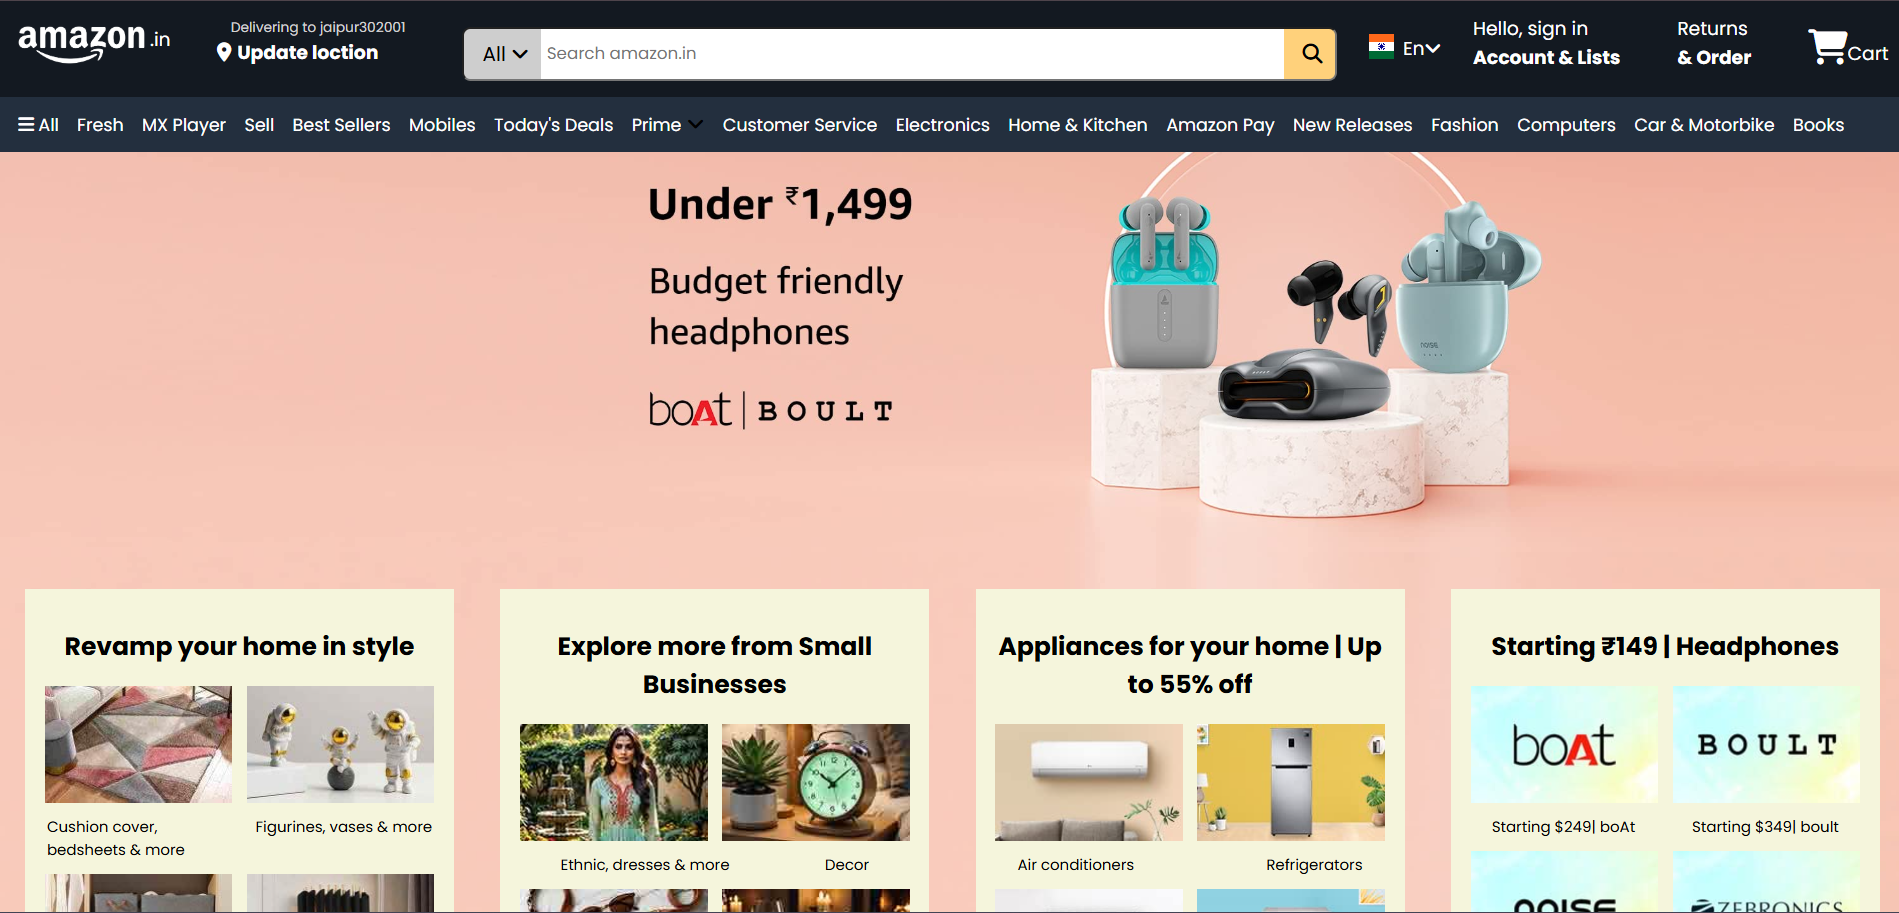 amazon.in
Delivering to jaipur302001
Update loction
All
Search amazon.in
En
Hello, sign in
Account & Lists
Returns
& Order
Cart
All Fresh MX Player Sell Best Sellers Mobiles Today's Deals Prime Customer Service Electronics Home & Kitchen Amazon Pay New Releases Fashion Computers Car & Motorbike Books
Under ₹1,499
Budget friendly
headphones
boAt | BOULT
noise
Revamp your home in style
Cushion cover,
bedsheets & more
Figurines, vases & more
Explore more from Small
Businesses
Ethnic, dresses & more
Decor
Appliances for your home | Up
to 55% off
Air conditioners
Refrigerators
Starting ₹149 | Headphones
boAt
BOULT
Starting $249| boAt
Starting $349| boult
noise
ZEBRONICS